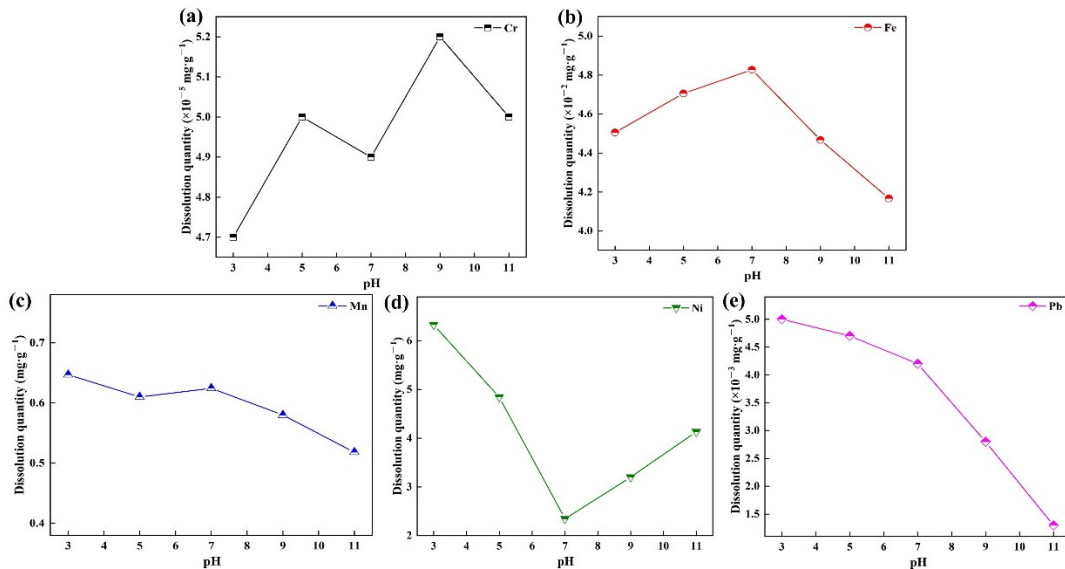 (a)
Cr
Dissolution quantity (×10⁻⁵ mg·g⁻¹)
5.2
5.1
5.0
4.9
4.8
4.7
3 4 5 6 7 8 9 10 11
pH
(b)
Fe
Dissolution quantity (×10⁻² mg·g⁻¹)
5.0
4.8
4.6
4.4
4.2
4.0
3 4 5 6 7 8 9 10 11
pH
(c)
Mn
Dissolution quantity (mg·g⁻¹)
0.7
0.6
0.5
0.4
3 4 5 6 7 8 9 10 11
pH
(d)
Ni
Dissolution quantity (mg·g⁻¹)
6
5
4
3
2
3 4 5 6 7 8 9 10 11
pH
(e)
Pb
Dissolution quantity (×10⁻³ mg·g⁻¹)
5.0
4.5
4.0
3.5
3.0
2.5
2.0
1.5
3 4 5 6 7 8 9 10 11
pH